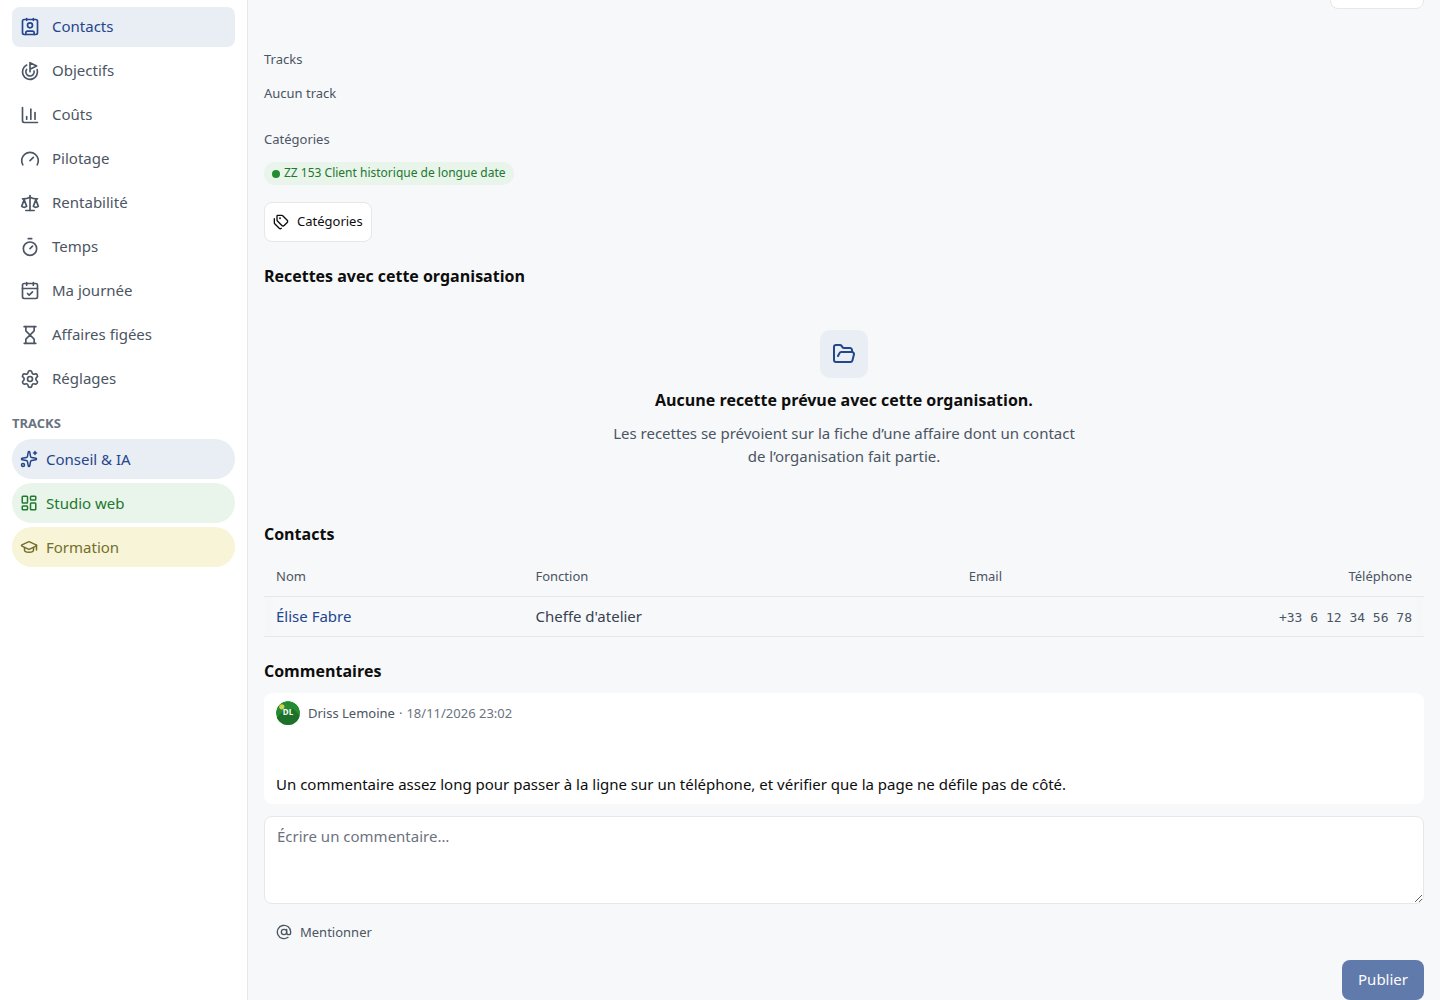 Contacts
Objectifs
Coûts
Pilotage
Rentabilité
Temps
Ma journée
Affaires figées
Réglages
TRACKS
Conseil & IA
Studio web
Formation
Tracks
Aucun track
Catégories
ZZ 153 Client historique de longue date
Catégories
Recettes avec cette organisation
Aucune recette prévue avec cette organisation.
Les recettes se prévoient sur la fiche d’une affaire dont un contact
de l’organisation fait partie.
Contacts
Nom Fonction Email Téléphone
Élise Fabre Cheffe d'atelier +33 6 12 34 56 78
Commentaires
DL Driss Lemoine · 18/11/2026 23:02
Un commentaire assez long pour passer à la ligne sur un téléphone, et vérifier que la page ne défile pas de côté.
Écrire un commentaire…
Mentionner
Publier